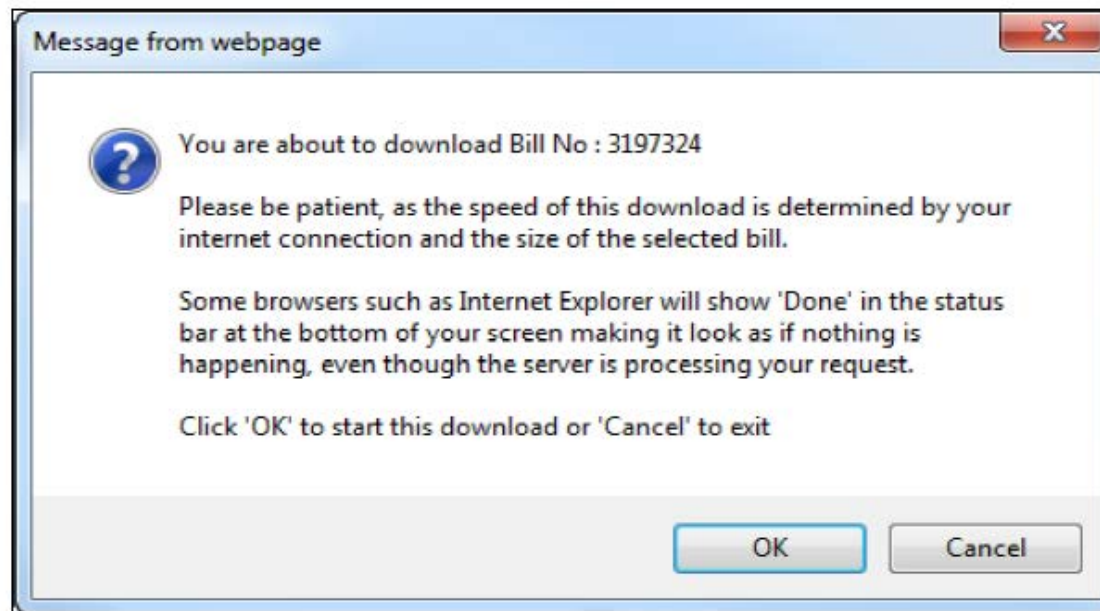 Message from webpage
You are about to download Bill No : 3197324
Please be patient, as the speed of this download is determined by your
internet connection and the size of the selected bill.
Some browsers such as Internet Explorer will show 'Done' in the status
bar at the bottom of your screen making it look as if nothing is
happening, even though the server is processing your request.
Click 'OK' to start this download or 'Cancel' to exit
OK Cancel